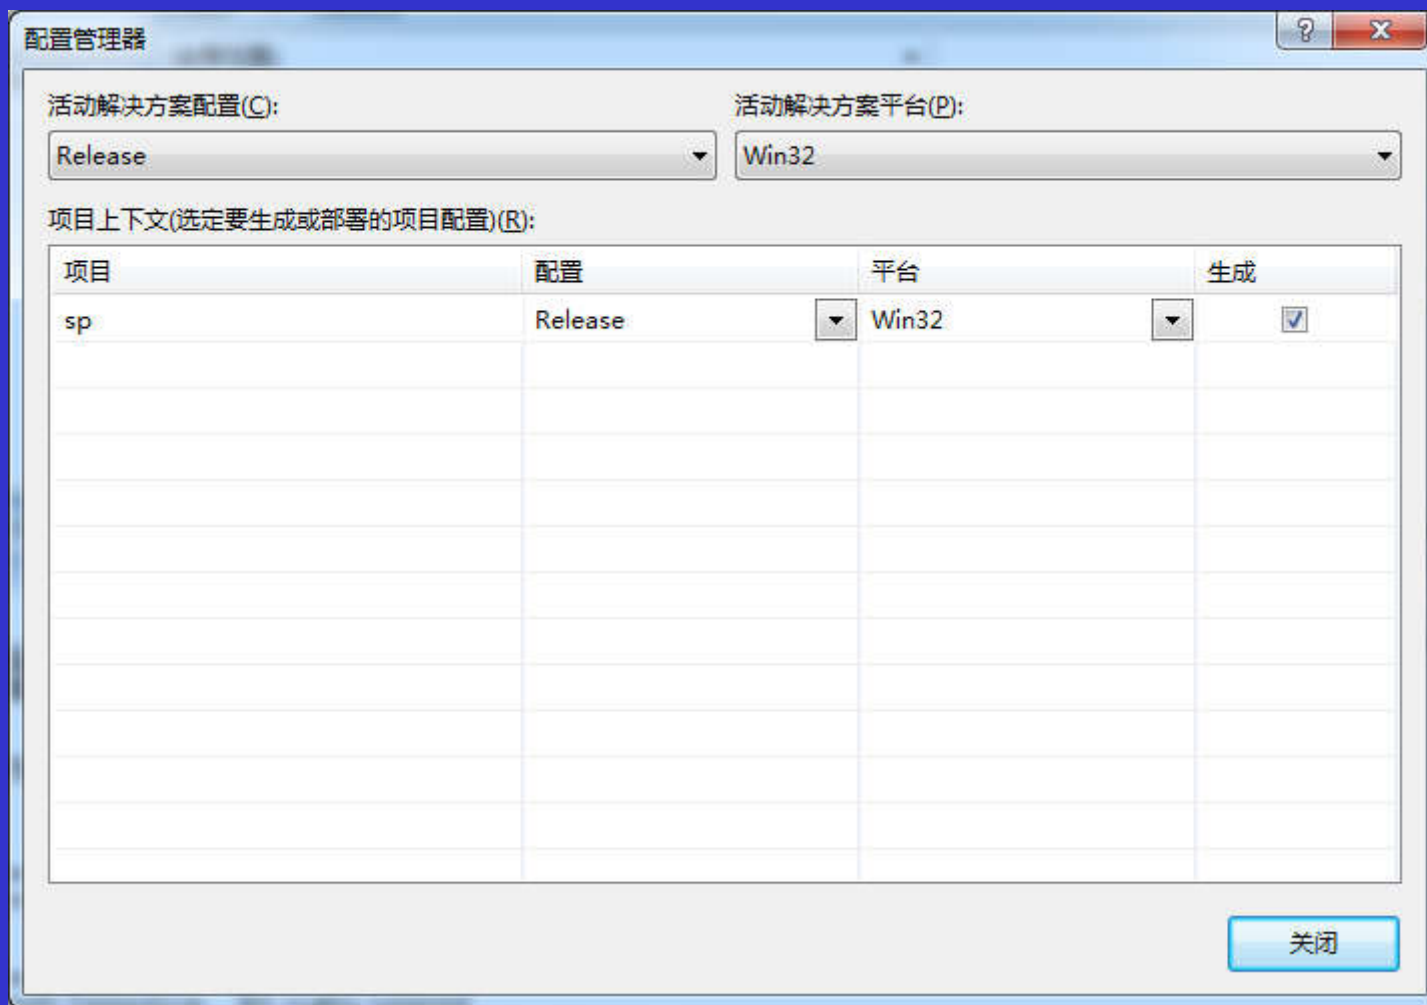 配置管理器
活动解决方案配置(C):
活动解决方案平台(P):
Release
Win32
项目上下文(选定要生成或部署的项目配置)(R):
项目 配置 平台 生成
sp Release Win32
关闭